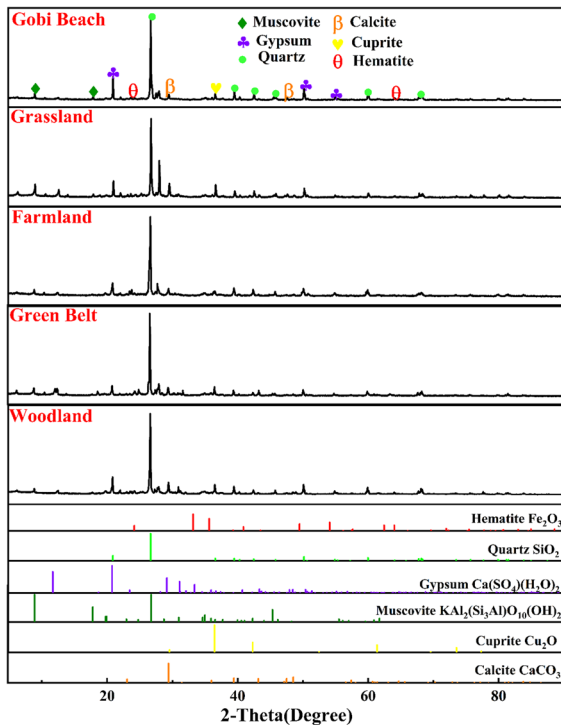 Gobi Beach
Muscovite
Gypsum
Quartz
β Calcite
Cuprite
θ Hematite
θ β β θ
Grassland
Farmland
Green Belt
Woodland
Hematite Fe₂O₃
Quartz SiO₂
Gypsum Ca(SO₄)(H₂O)₂
Muscovite KAl₂(Si₃Al)O₁₀(OH)₂
Cuprite Cu₂O
Calcite CaCO₃
20 40 60 80
2-Theta(Degree)